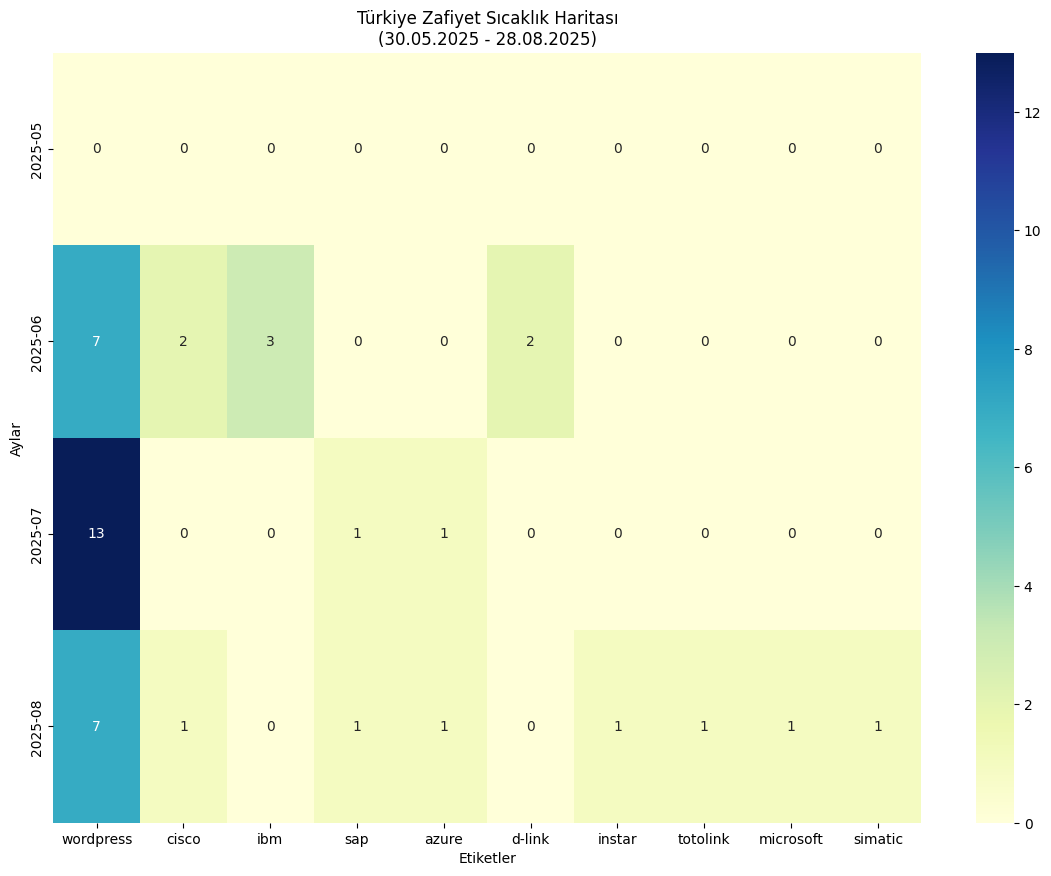 Türkiye Zafiyet Sıcaklık Haritası
(30.05.2025 - 28.08.2025)
Aylar
2025-05
0 0 0 0 0 0 0 0 0 0
2025-06
7 2 3 0 0 2 0 0 0 0
2025-07
13 0 0 1 1 0 0 0 0 0
2025-08
7 1 0 1 1 0 1 1 1 1
wordpress cisco ibm sap azure d-link instar totolink microsoft simatic
Etiketler
12
10
8
6
4
2
0